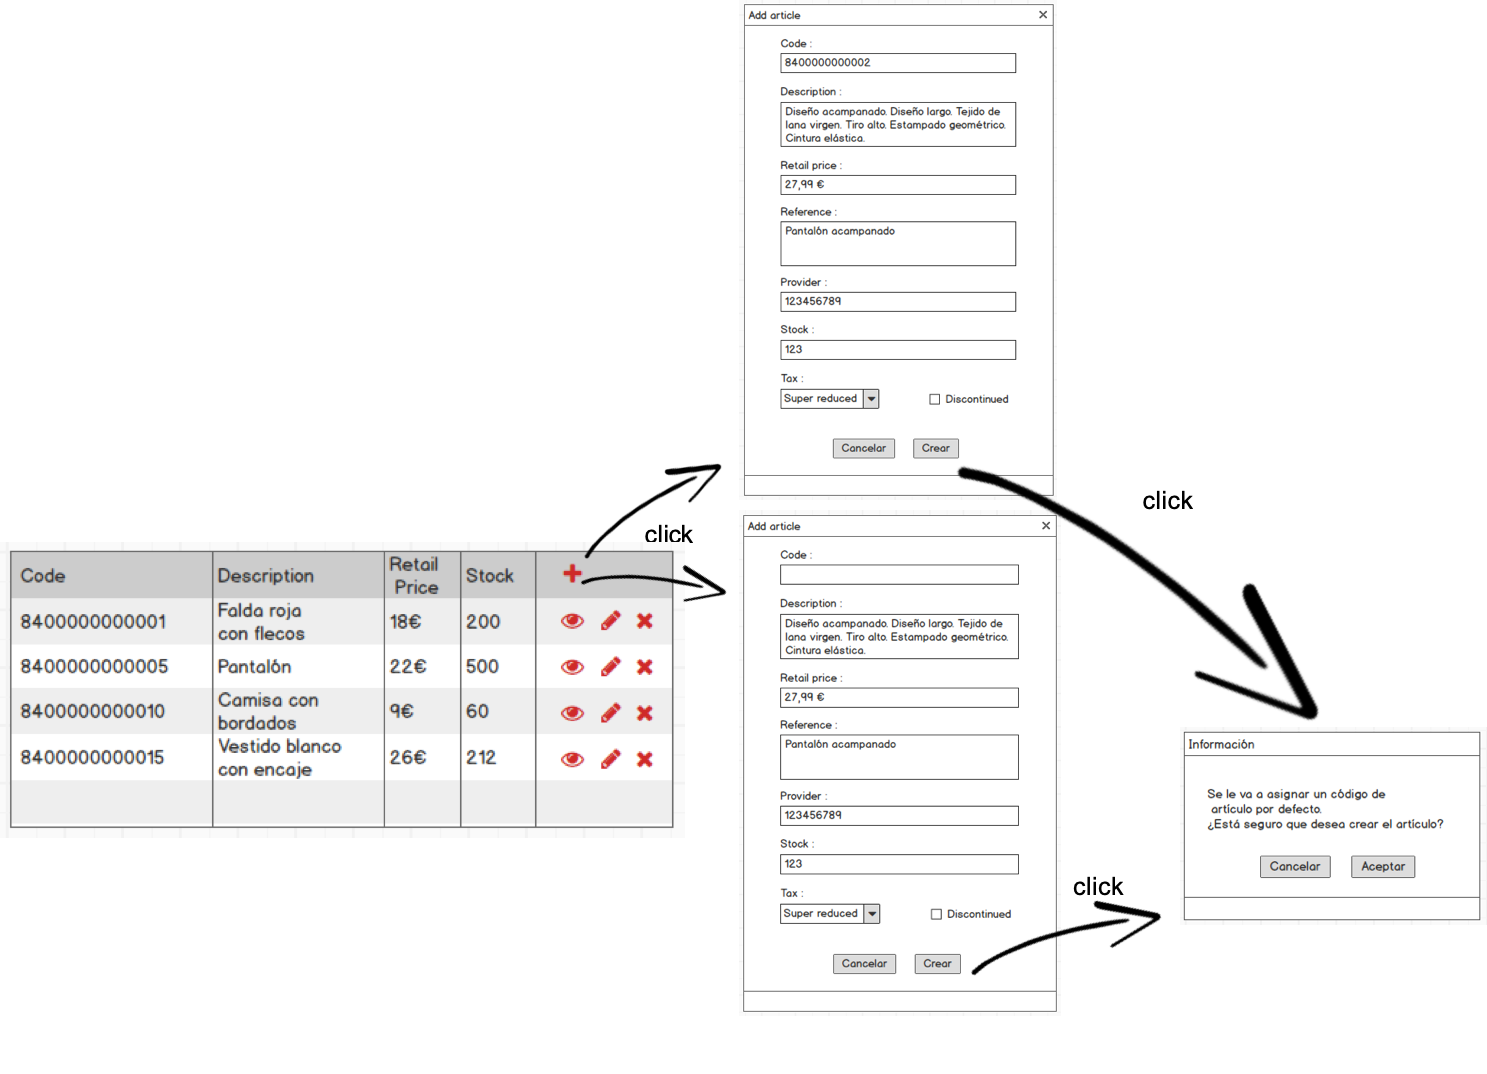 Add article
Code :
8400000000002
Description :
Diseño acampanado. Diseño largo. Tejido de
lana virgen. Tiro alto. Estampado geométrico.
Cintura elástica.
Retail price :
27,99 €
Reference :
Pantalón acampanado
Provider :
123456789
Stock :
123
Tax :
Super reduced
Discontinued
Cancelar
Crear
click
click
Code
Description
Retail
Price
Stock
8400000000001
Falda roja
con flecos
18€
200
8400000000005
Pantalón
22€
500
8400000000010
Camisa con
bordados
9€
60
8400000000015
Vestido blanco
con encaje
26€
212
Add article
Code :
Description :
Diseño acampanado. Diseño largo. Tejido de
lana virgen. Tiro alto. Estampado geométrico.
Cintura elástica.
Retail price :
27,99 €
Reference :
Pantalón acampanado
Provider :
123456789
Stock :
123
Tax :
Super reduced
Discontinued
Cancelar
Crear
click
Información
Se le va a asignar un código de
artículo por defecto.
¿Está seguro que desea crear el artículo?
Cancelar
Aceptar